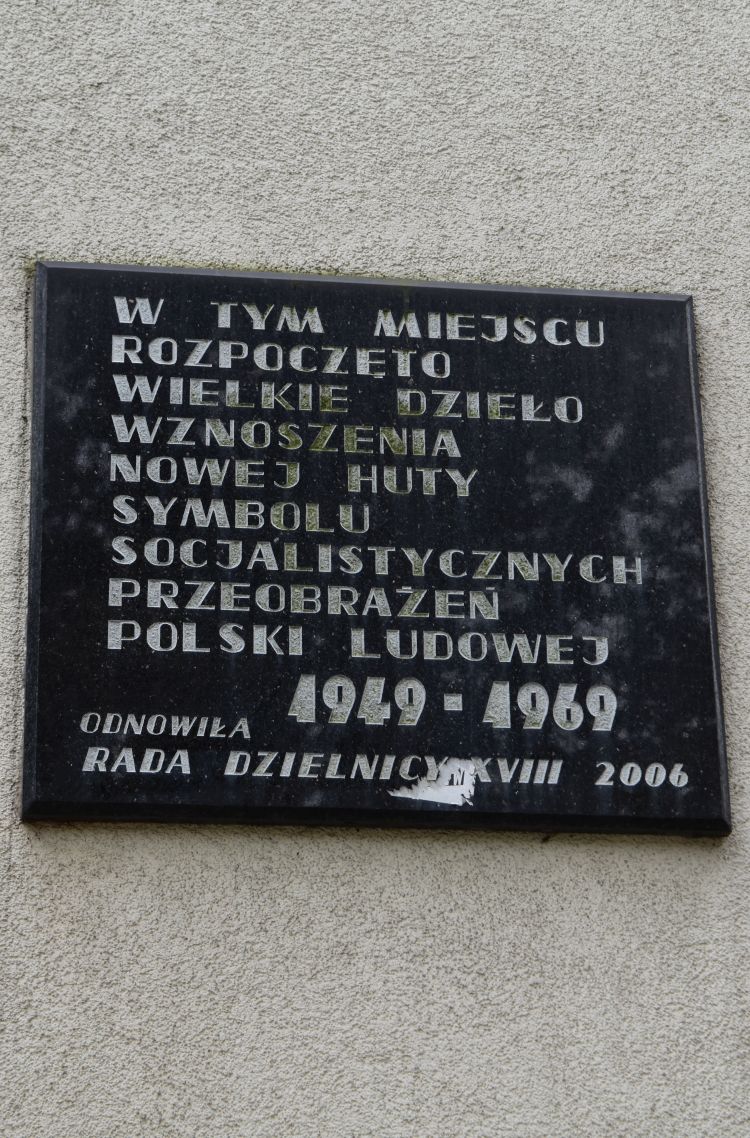 W TYM MIEJSCU
ROZPOCZĘTO
WIELKIE DZIEŁO
WZNOSZENIA
NOWEJ HUTY
SYMBOLU
SOCJALISTYCZNYCH
PRZEOBRAŻEŃ
POLSKI LUDOWEJ
1949 - 1969
ODNOWIŁA
RADA DZIELNICY XVIII 2006